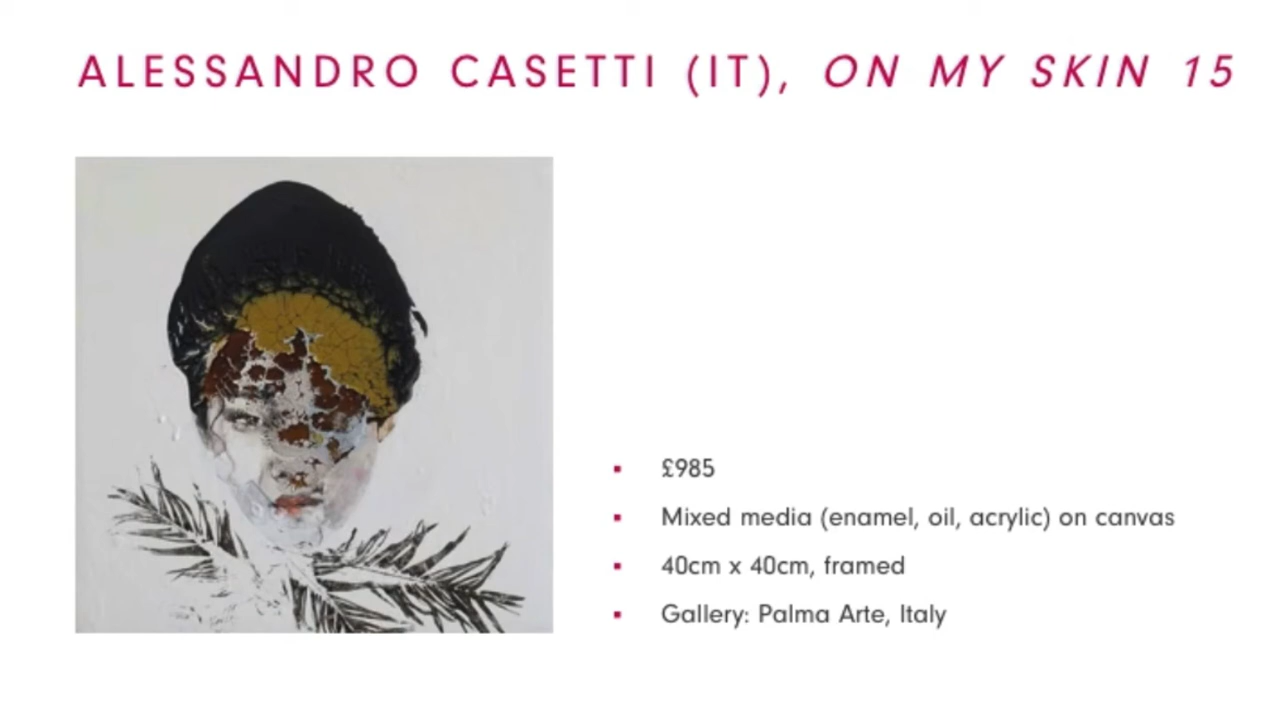 ALESSANDRO CASETTI (IT), ON MY SKIN 15
£985
Mixed media (enamel, oil, acrylic) on canvas
40cm x 40cm, framed
Gallery: Palma Arte, Italy